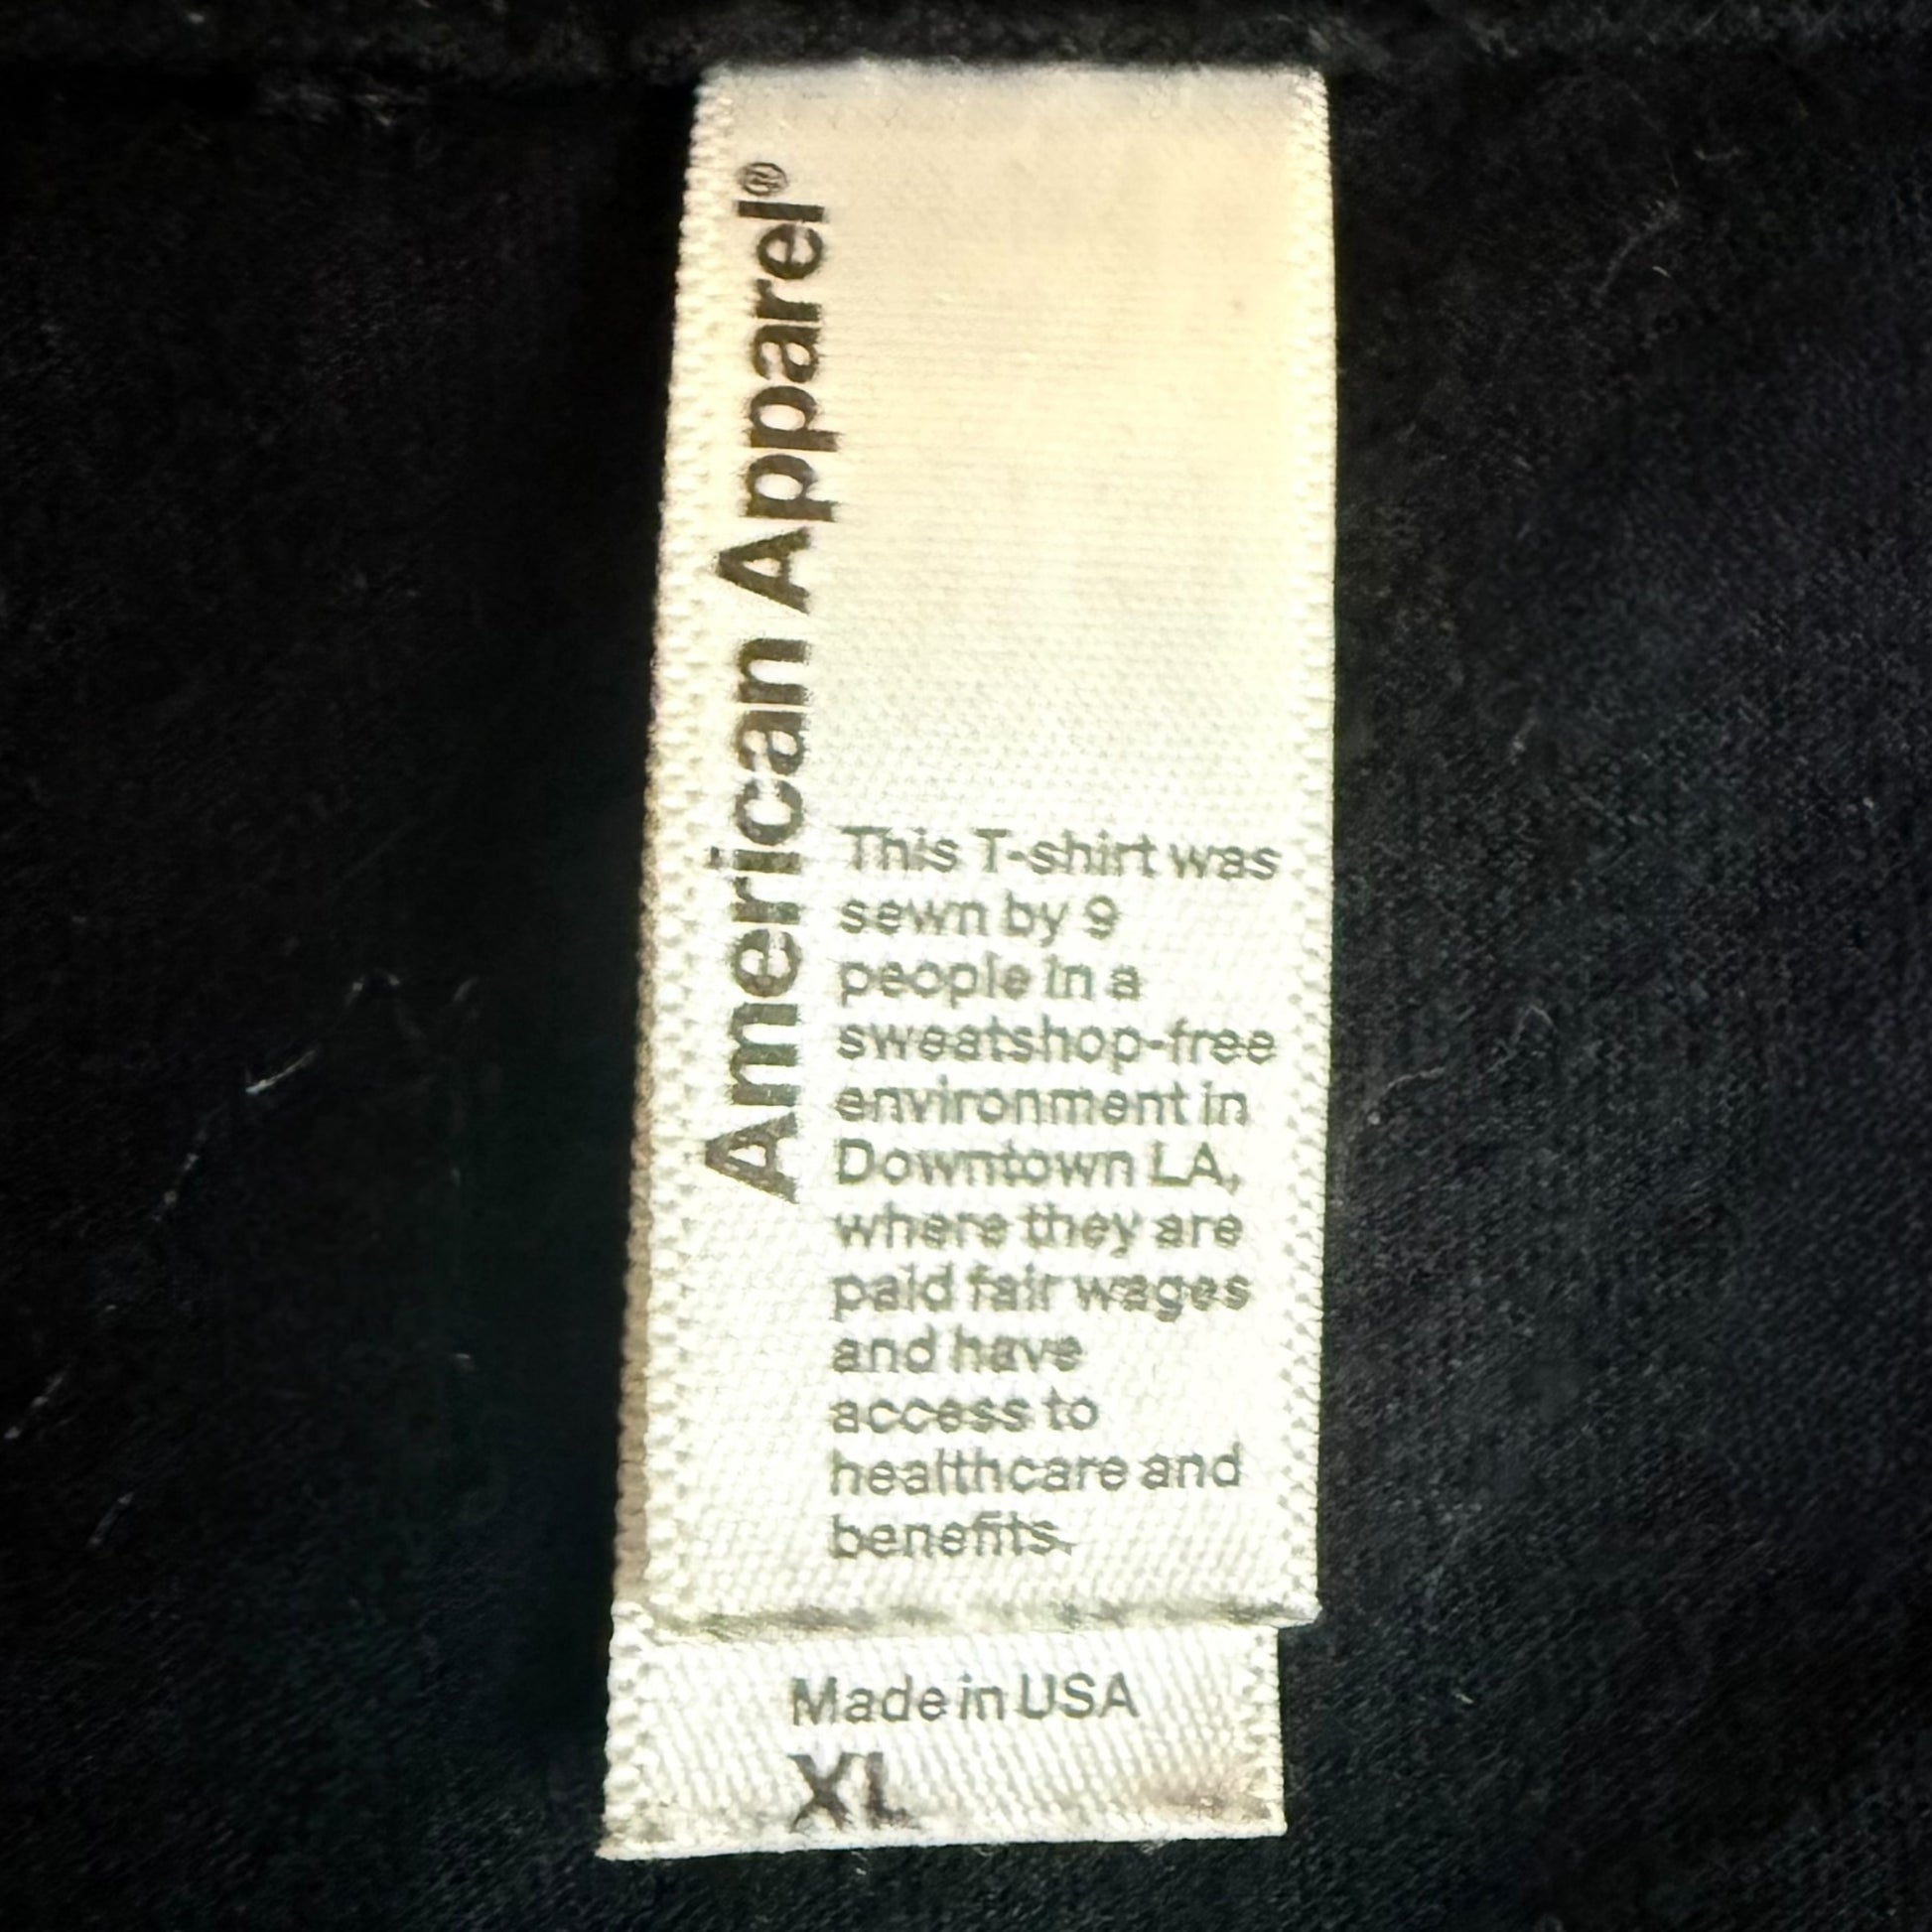 American Apparel®
This T-shirt was
sewn by 9
people in a
sweatshop-free
environment in
Downtown LA,
where they are
paid fair wages
and have
access to
healthcare and
benefits.
Made in USA
XL